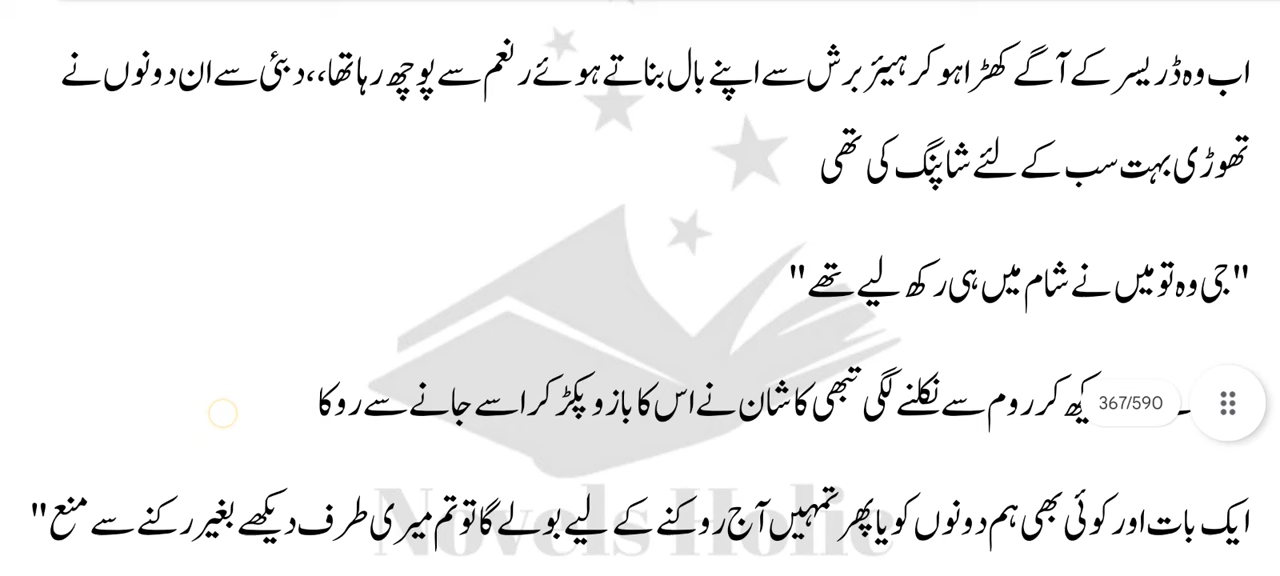 اب وہ ڈریسر کے آگے کھڑا ہو کر ہیئر برش سے اپنے بال بناتے ہوئے رنعم سے پوچھ رہا تھا،، دبئی سے ان دونوں نے
تھوڑی بہت سب کے لئے شاپنگ کی تھی
"جی وہ تو میں نے شام میں ہی رکھ لیے تھے"
کر روم سے نکلنے لگی تبھی کاشان نے اس کا بازو پکڑ کر اسے جانے سے روکا
367/590
ایک بات اور کوئی بھی ہم دونوں کو یا پھر تمہیں آج روکنے کے لیے بولے گا تو تم میری طرف دیکھے بغیر رکنے سے منع"
Novels Holic